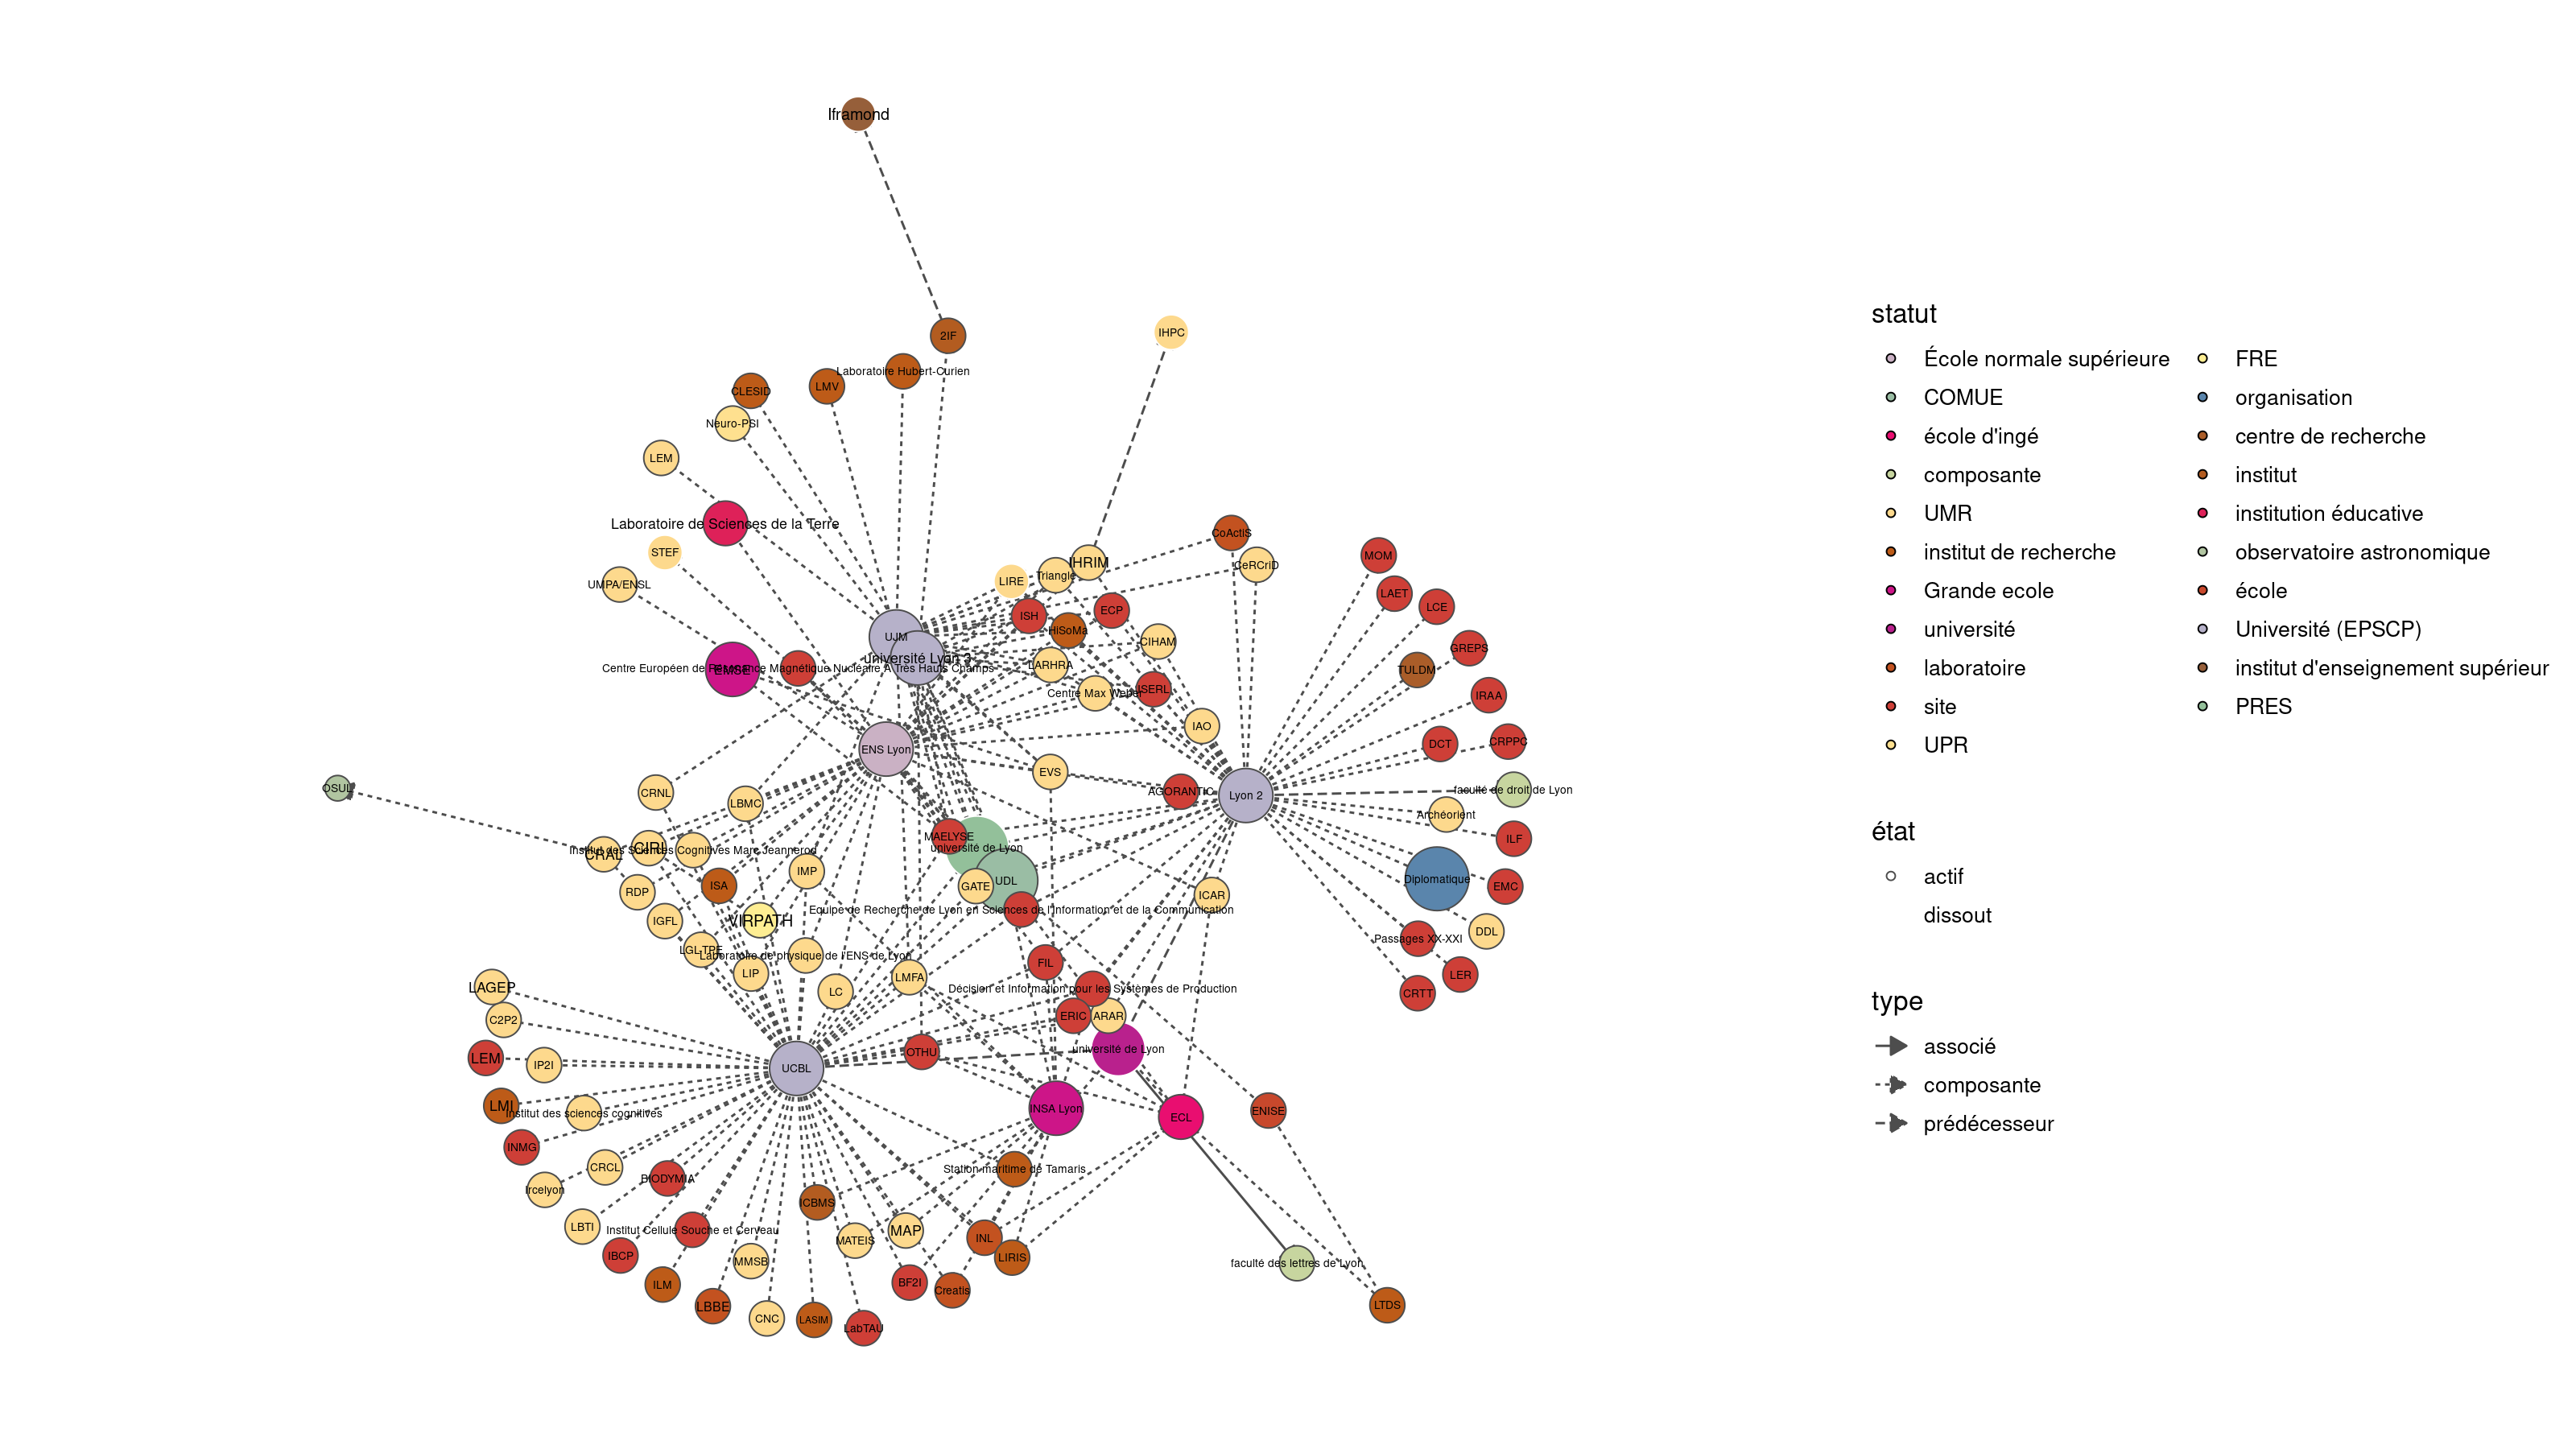 Iframond
2IF
IHPC
Laboratoire Hubert-Curien
LMV
CLESID
Neuro-PSI
LEM
Laboratoire de Sciences de la Terre
STEF
UMPA/ENSL
CoActiS
CeRCriD
IHRIM
Triangle
LIRE
ISH
ECP
HiSoMa
CIHAM
LARHRA
Centre Max Weber
ISERL
IAO
UJM
université Lyon 3
Centre Européen de Résonance Magnétique Nucléaire A Très Hauts Champs
EMSE
ENS Lyon
EVS
AGORANTIC
Lyon 2
MOM
LAET
LCE
GREPS
TULDM
IRAA
DCT
CRPPC
faculté de droit de Lyon
Archéorient
ILF
Diplomatique
EMC
DDL
Passages XX-XXI
LER
CRTT
OSUL
CRNL
LBMC
CRAL
CIRI
Institut des Sciences Cognitives Marc Jeannerod
RDP
ISA
IMP
IGFL
VIRPATH
LGL-TPE
Laboratoire de physique de l'ENS de Lyon
LIP
LC
LMFA
MAELYSE
université de Lyon
UDL
GATE
ICAR
Equipe de Recherche de Lyon en Sciences de l'Information et de la Communication
FIL
Décision et Information pour les Systèmes de Production
ERIC
ARAR
université de Lyon
OTHU
UCBL
INSA Lyon
ECL
ENISE
LAGEP
C2P2
LEM
IP2I
LMI
Institut des sciences cognitives
INMG
CRCL
Ircelyon
BIODYMIA
LBTI
Institut Cellule Souche et Cerveau
IBCP
ILM
MMSB
LBBE
CNC
LASIM
LabTAU
ICBMS
MATEIS
MAP
BF2I
Creatis
INL
LIRIS
Station maritime de Tamaris
faculté des lettres de Lyon
LTDS
statut
École normale supérieure
COMUE
école d'ingé
composante
UMR
institut de recherche
Grande ecole
université
laboratoire
site
UPR
FRE
organisation
centre de recherche
institut
institution éducative
observatoire astronomique
école
Université (EPSCP)
institut d'enseignement supérieur
PRES
état
actif
dissout
type
associé
composante
prédécesseur